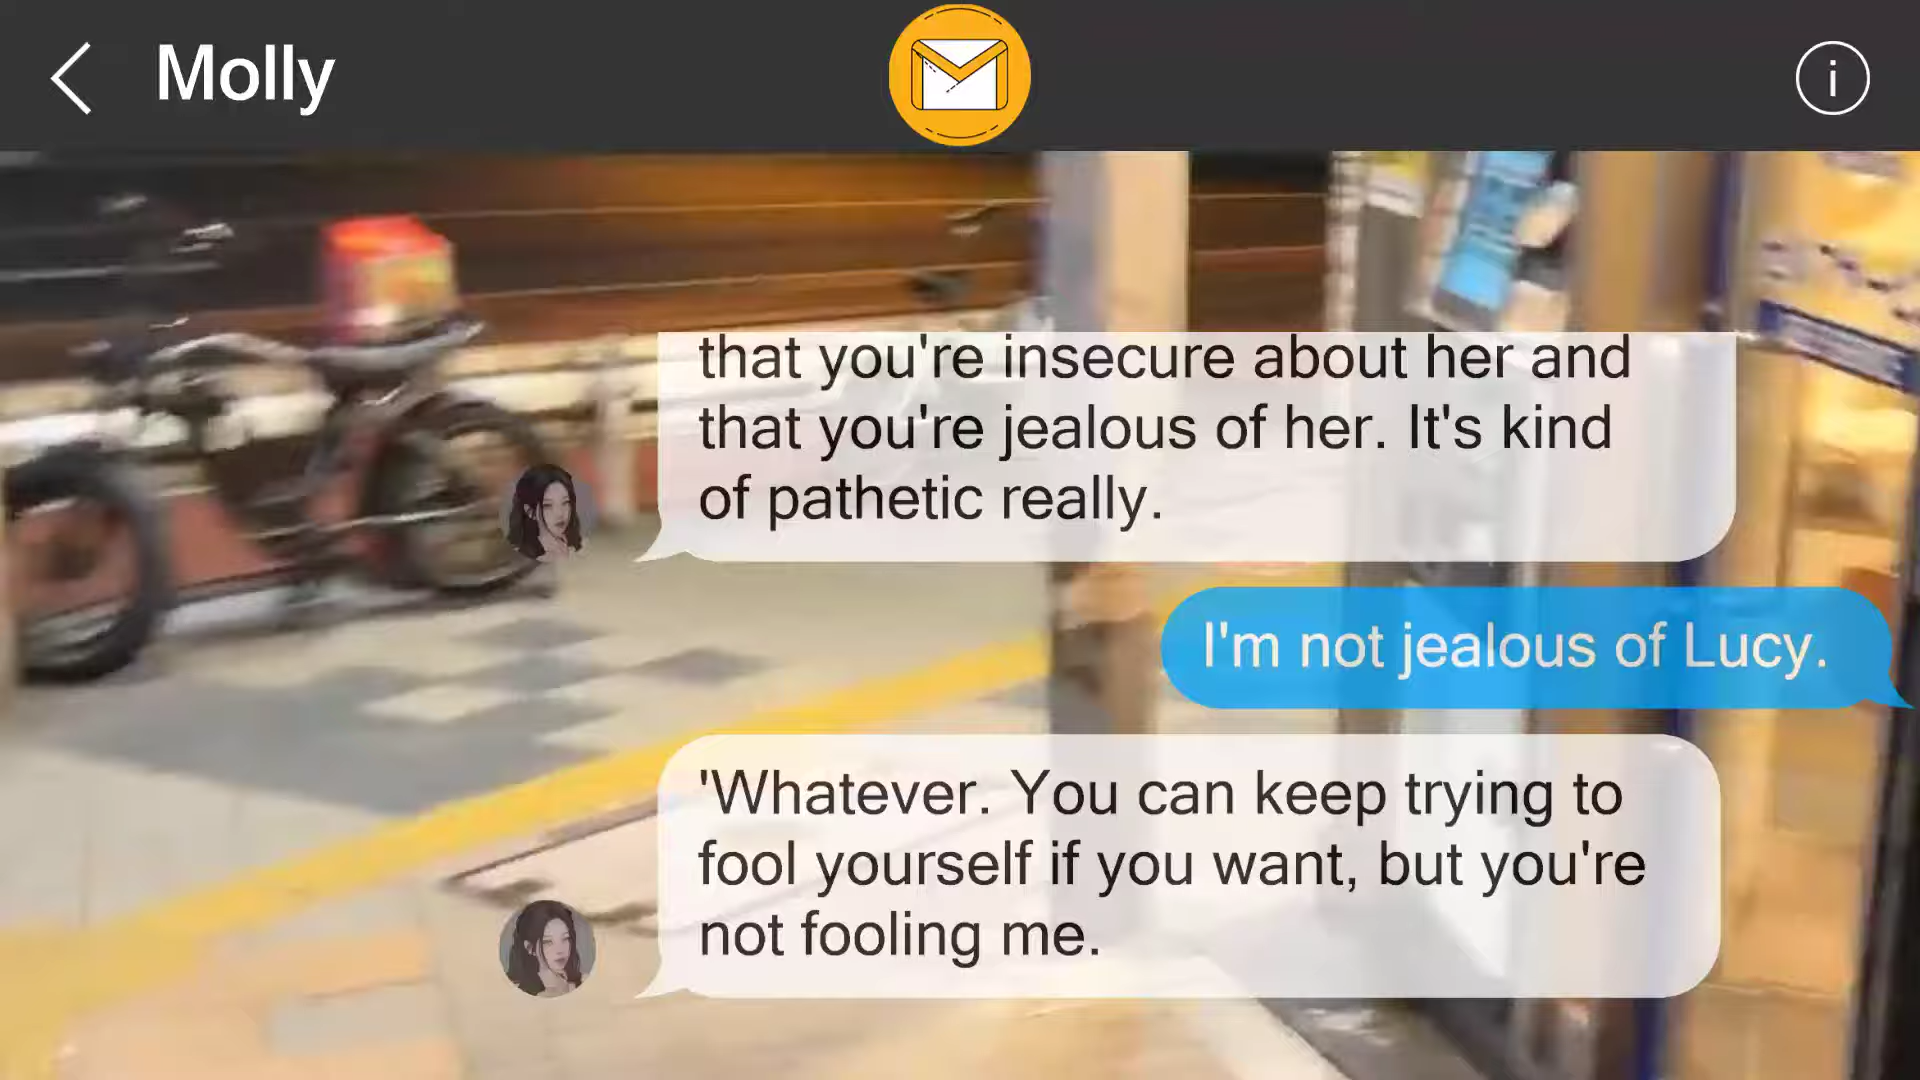 Molly
that you're insecure about her and
that you're jealous of her. It's kind
of pathetic really.
I'm not jealous of Lucy.
'Whatever. You can keep trying to
fool yourself if you want, but you're
not fooling me.